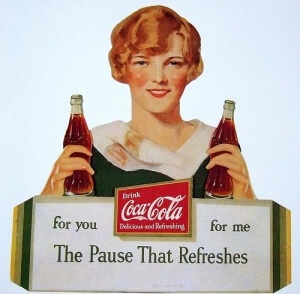 Drink
Coca-Cola
Delicious and Refreshing
for you
for me
The Pause That Refreshes